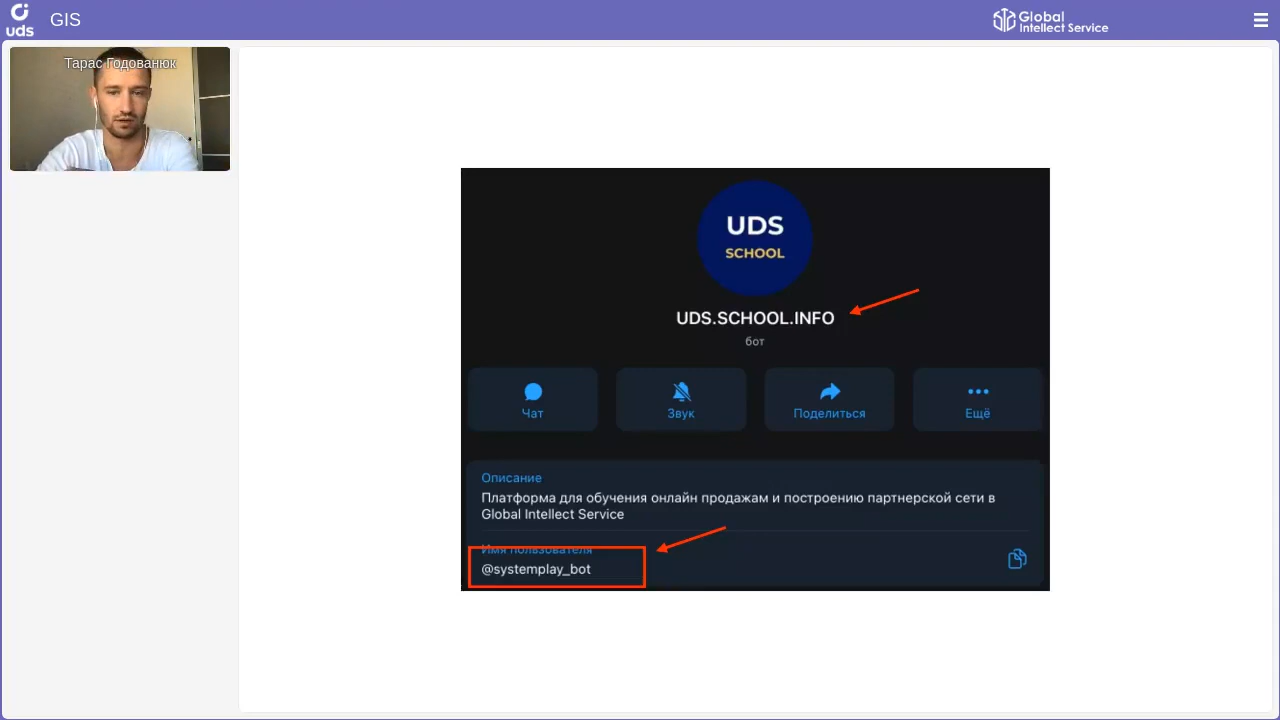 uds
GIS
Global
Intellect Service
Тарас Годованюк
UDS
SCHOOL
UDS.SCHOOL.INFO
бот
Чат
Звук
Поделиться
Ещё
Описание
Платформа для обучения онлайн продажам и построению партнерской сети в
Global Intellect Service
Имя пользователя
@systemplay_bot